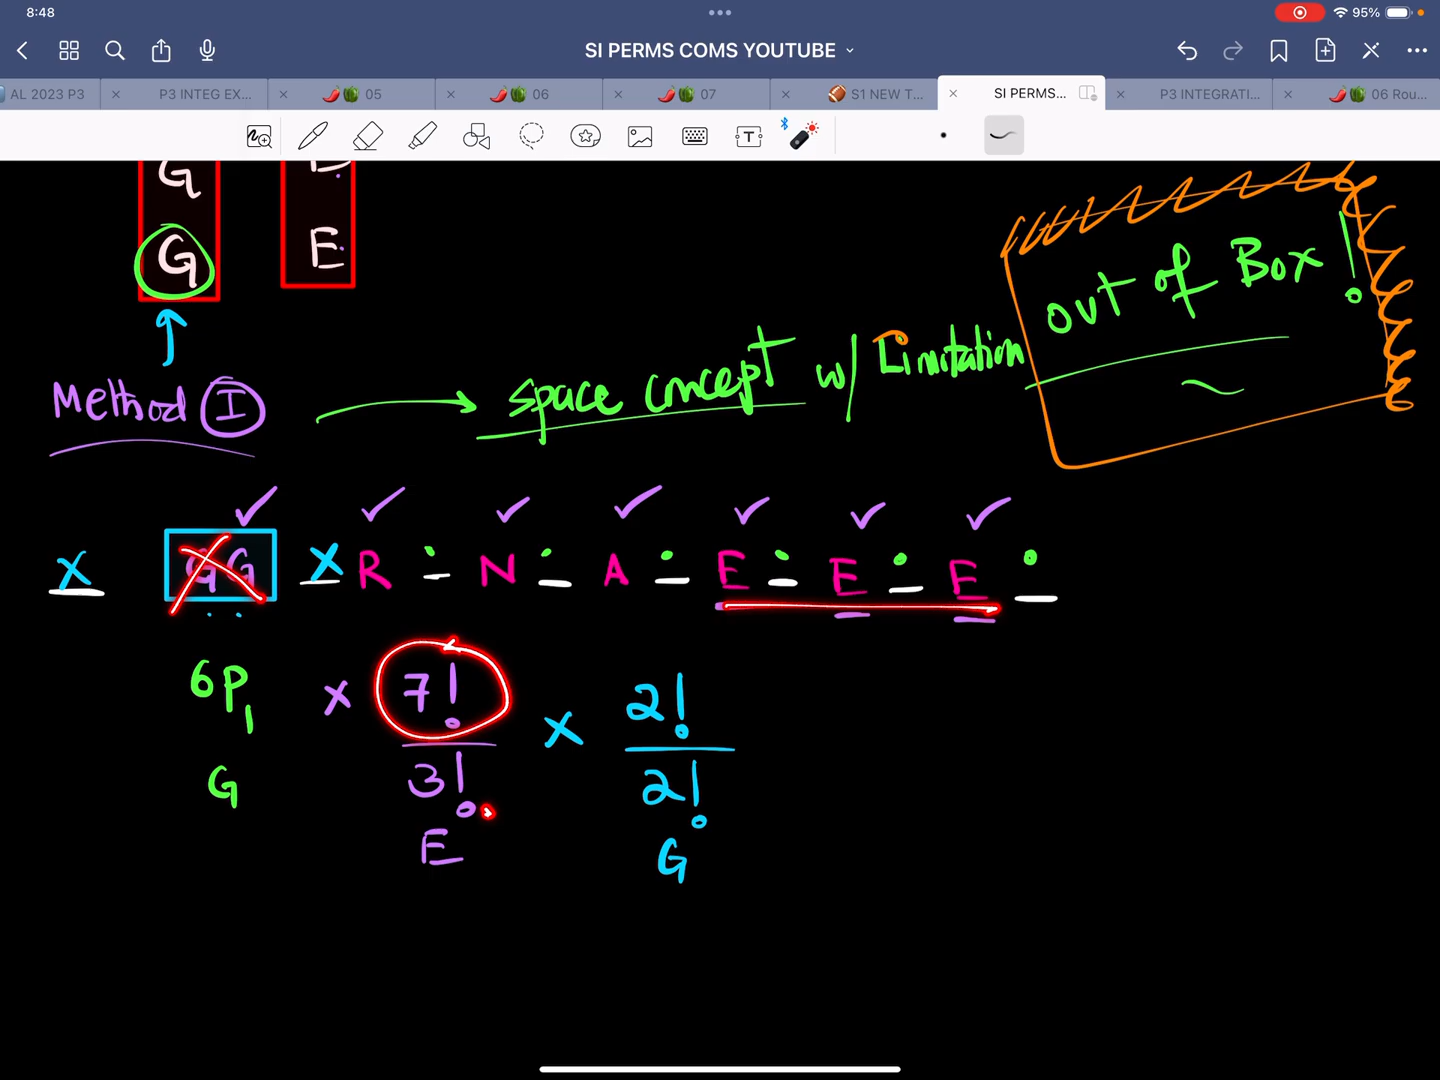 8:48 95%
SI PERMS COMS YOUTUBE
AL 2023 P3 P3 INTEG EX... 🌶️🫑 05 🌶️🫑 06 🌶️🫑 07 🏈 S1 NEW T... SI PERMS... P3 INTEGRATI... 🌶️🫑 06 Rou...
G
G E
out of Box !
Method I → space concept w/ Limitation
X GG X R N A E E E
6P1 x 7!/3! x 2!/2!
G E G